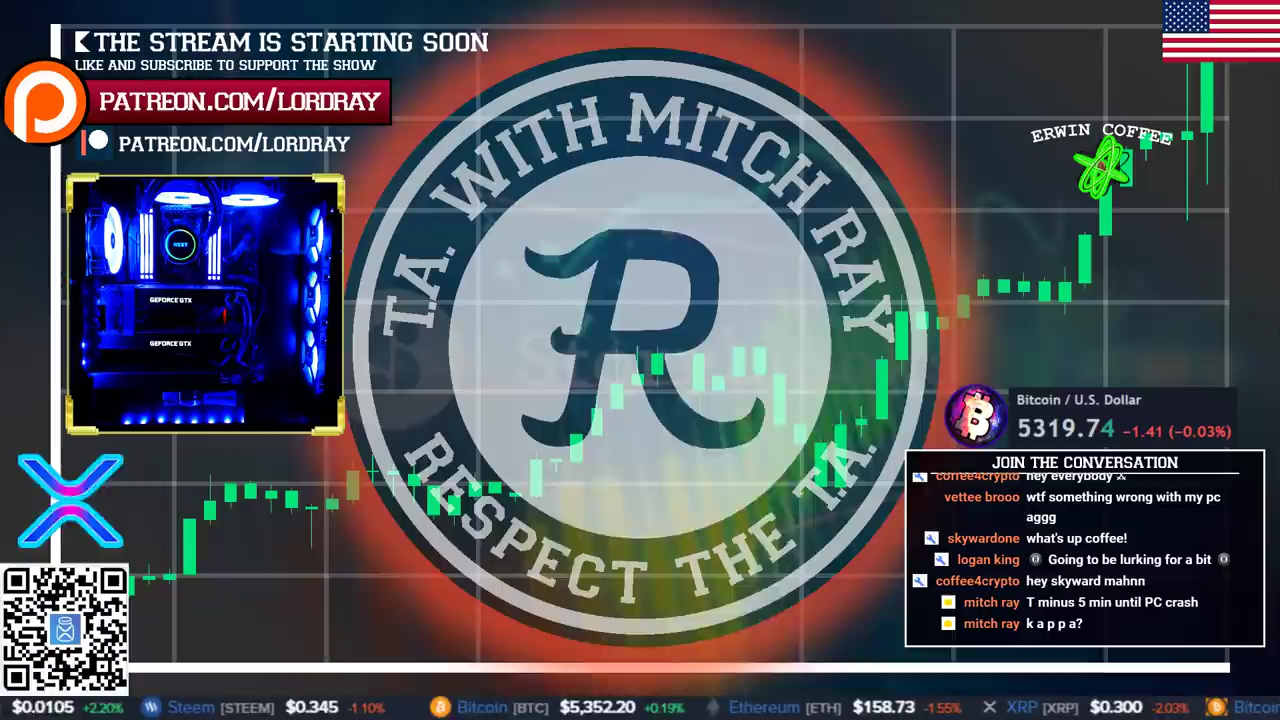 THE STREAM IS STARTING SOON
LIKE AND SUBSCRIBE TO SUPPORT THE SHOW
PATREON.COM/LORDRAY
PATREON.COM/LORDRAY
T.A. WITH MITCH RAY
R
RESPECT THE T.A.
ERWIN COFFEE
NEXT
GEFORCE GTX
GEFORCE GTX
Bitcoin / U.S. Dollar
5319.74 −1.41 (−0.03%)
JOIN THE CONVERSATION
coffee4crypto hey everybody
vettee brooo wtf something wrong with my pc
aggg
skywardone what's up coffee!
logan king Going to be lurking for a bit
coffee4crypto hey skyward mahnn
mitch ray T minus 5 min until PC crash
mitch ray k a p p a?
$0.0105 +2.20% Steem [STEEM] $0.345 -1.10% Bitcoin [BTC] $5,352.20 +0.19% Ethereum [ETH] $158.73 -1.55% XRP [XRP] $0.300 -2.03% Bitcoin